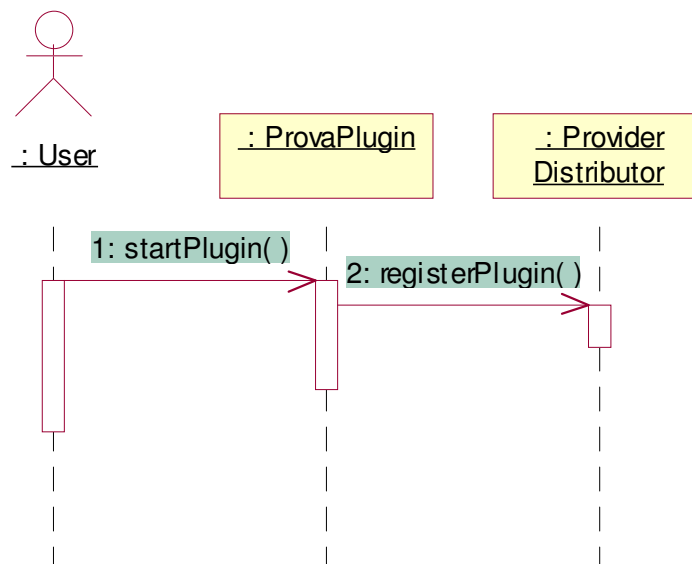 : User
: ProvaPlugin
: Provider
Distributor
1: startPlugin( )
2: registerPlugin( )